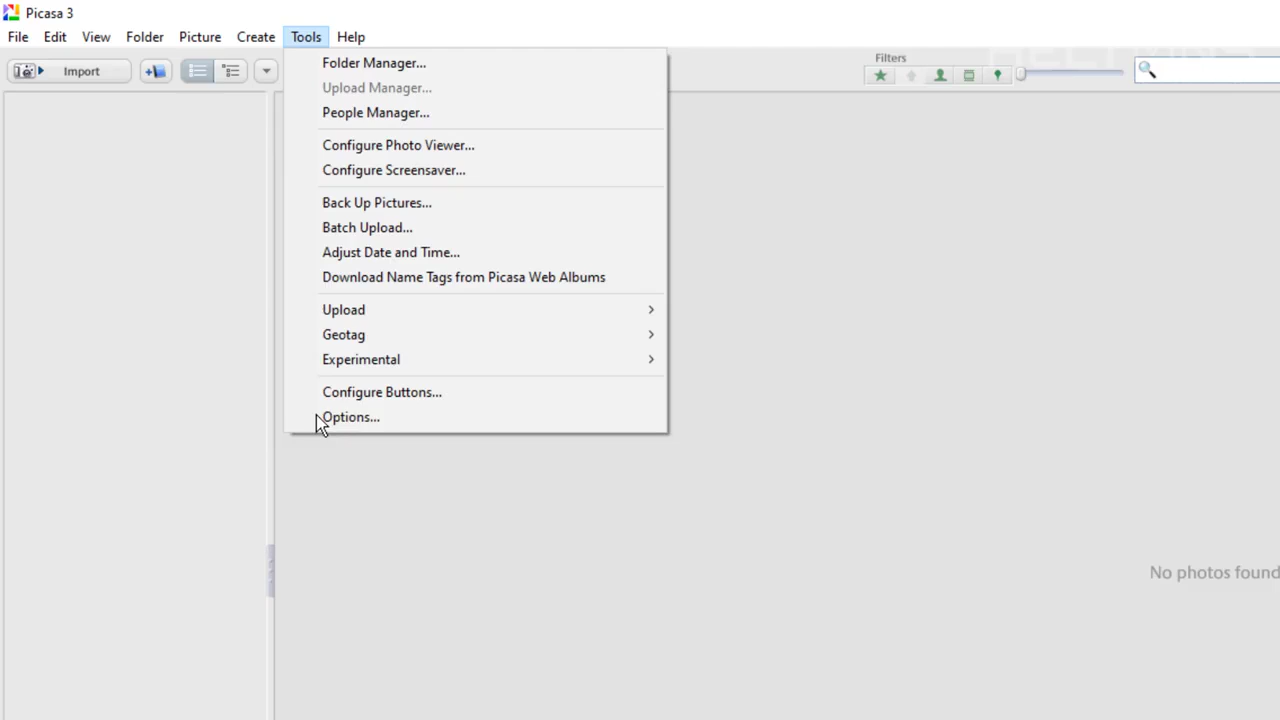 Picasa 3
File Edit View Folder Picture Create Tools Help
Import
Filters
Folder Manager...
Upload Manager...
People Manager...
Configure Photo Viewer...
Configure Screensaver...
Back Up Pictures...
Batch Upload...
Adjust Date and Time...
Download Name Tags from Picasa Web Albums
Upload
Geotag
Experimental
Configure Buttons...
Options...
No photos found